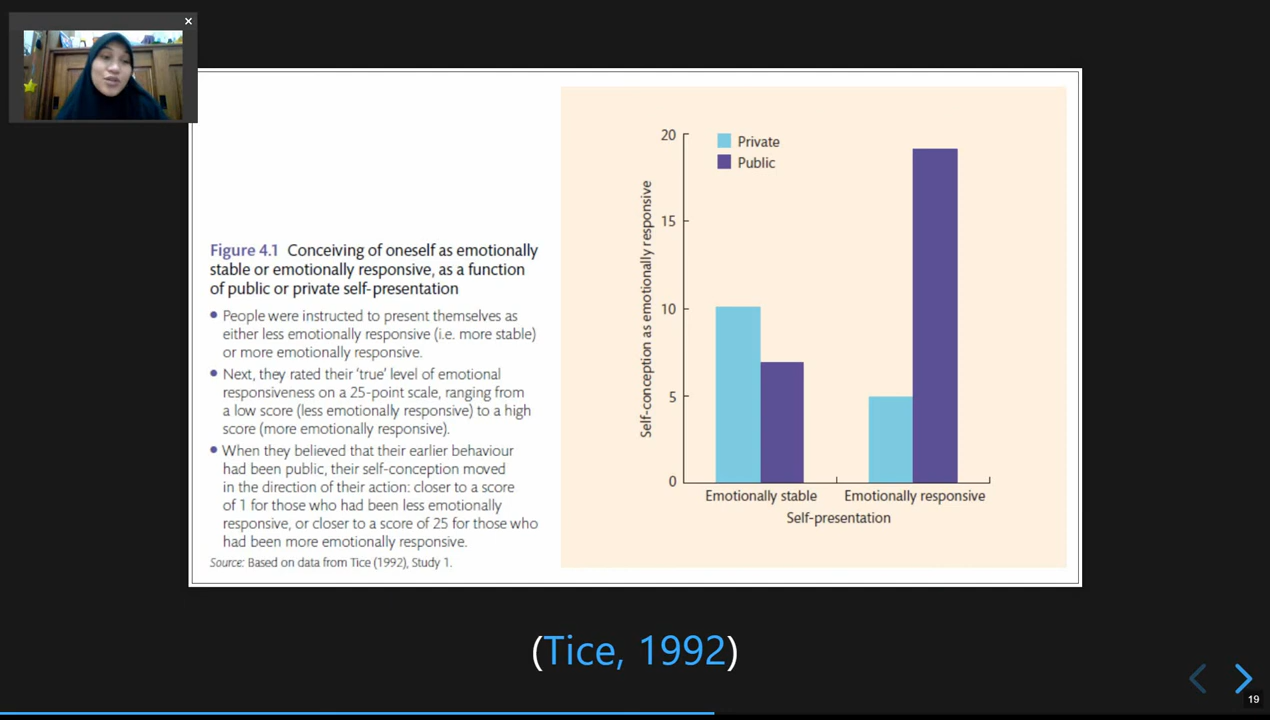 ×
Figure 4.1 Conceiving of oneself as emotionally
stable or emotionally responsive, as a function
of public or private self-presentation
• People were instructed to present themselves as
either less emotionally responsive (i.e. more stable)
or more emotionally responsive.
• Next, they rated their ‘true’ level of emotional
responsiveness on a 25-point scale, ranging from
a low score (less emotionally responsive) to a high
score (more emotionally responsive).
• When they believed that their earlier behaviour
had been public, their self-conception moved
in the direction of their action: closer to a score
of 1 for those who had been less emotionally
responsive, or closer to a score of 25 for those who
had been more emotionally responsive.
Source: Based on data from Tice (1992), Study 1.
Self-conception as emotionally responsive
20
15
10
5
0
Private
Public
Emotionally stable
Emotionally responsive
Self-presentation
(Tice, 1992)
19